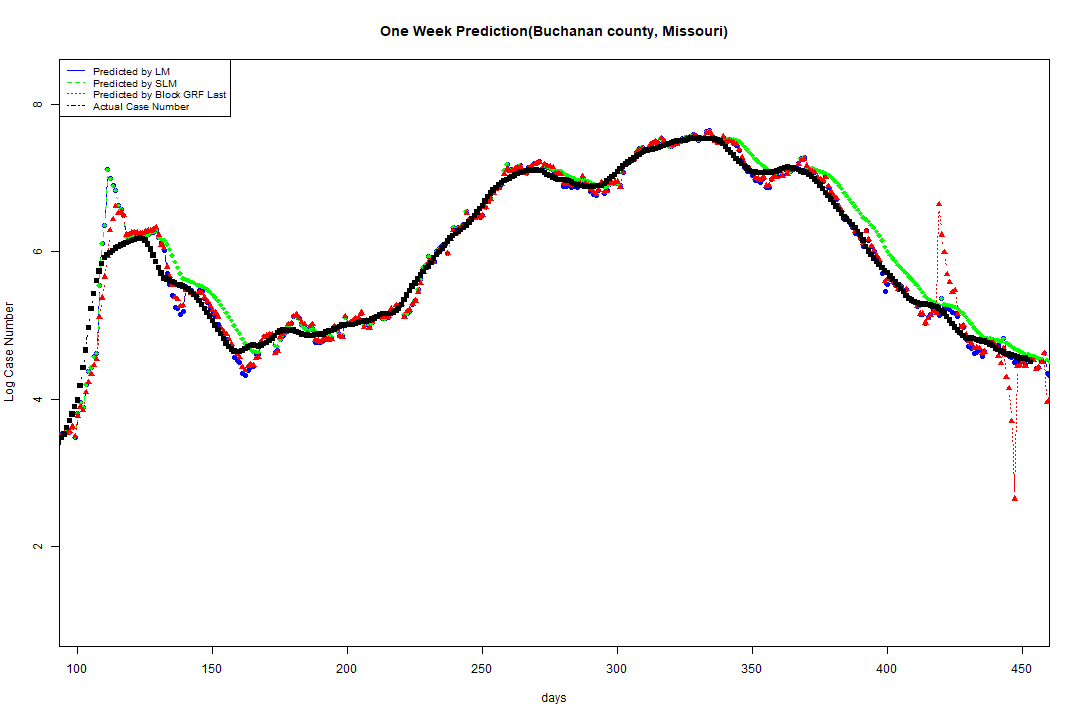 One Week Prediction(Buchanan county, Missouri)
Predicted by LM
Predicted by SLM
Predicted by Block GRF Last
Actual Case Number
8
6
4
2
Log Case Number
100 150 200 250 300 350 400 450
days